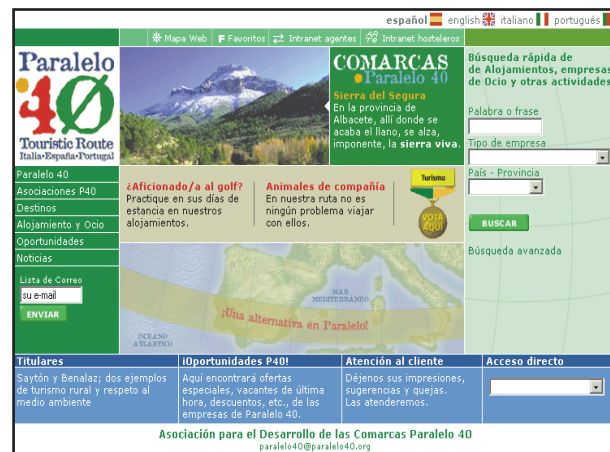 español english italiano portugués
Mapa Web Favoritos Intranet agentes Intranet hosteleros
Paralelo
40
Touristic Route
Italia•España•Portugal
COMARCAS
Paralelo 40
Sierra del Segura
En la provincia de
Albacete, allí donde se
acaba el llano, se alza,
imponente, la sierra viva.
Búsqueda rápida de
de Alojamientos, empresas
de Ocio y otras actividades
Palabra o frase
Tipo de empresa
País - Provincia
BUSCAR
Búsqueda avanzada
Paralelo 40
Asociaciones P40
Destinos
Alojamiento y Ocio
Oportunidades
Noticias
Lista de Correo
su e-mail
ENVIAR
¿Aficionado/a al golf?
Practique en sus días de
estancia en nuestros
alojamientos.
Animales de compañía
En nuestra ruta no es
ningún problema viajar
con ellos.
Turismo
VOTA
AQUÍ
MAR
MEDITERRÁNEO
¡Una alternativa en Paralelo!
OCEANO
ATLÁNTICO
Titulares
Saytón y Benalaz; dos ejemplos
de turismo rural y respeto al
medio ambiente
¡Oportunidades P40!
Aquí encontrará ofertas
especiales, vacantes de última
hora, descuentos, etc., de las
empresas de Paralelo 40.
Atención al cliente
Déjenos sus impresiones,
sugerencias y quejas.
Las atenderemos.
Acceso directo
Asociación para el Desarrollo de las Comarcas Paralelo 40
paralelo40@paralelo40.org